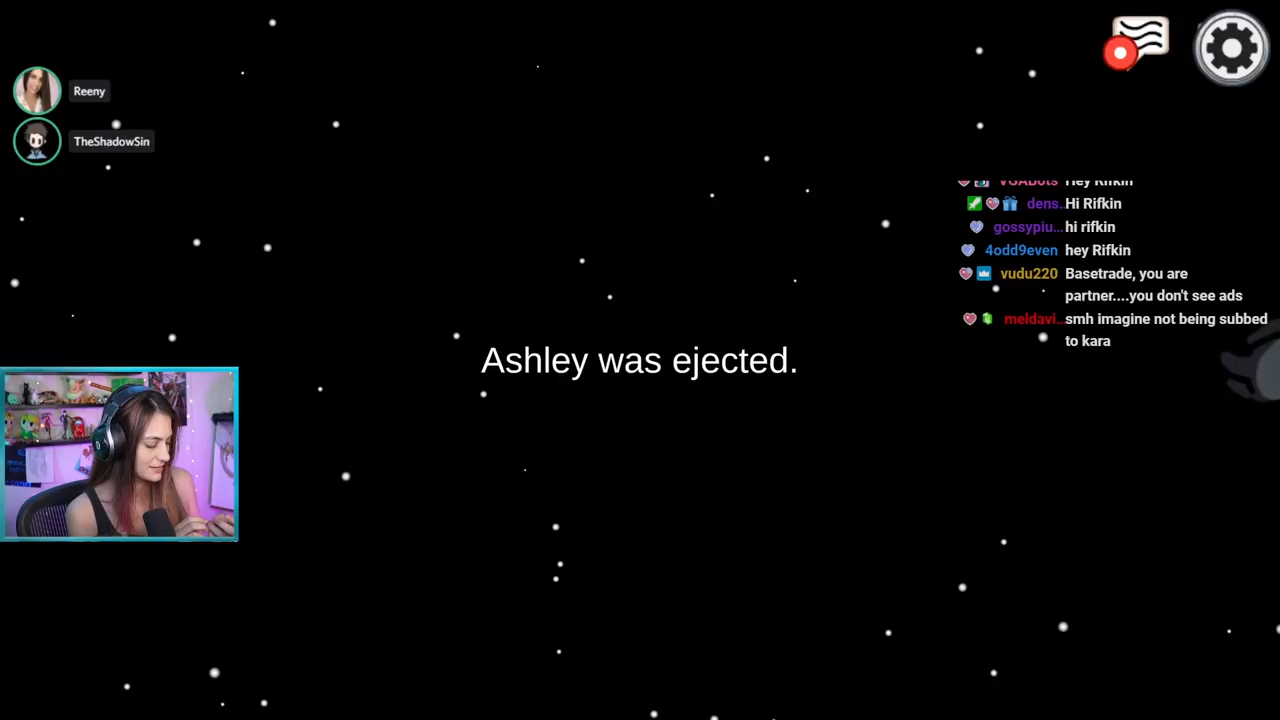 Reeny
TheShadowSin
VGABots Hey Rifkin
dens… Hi Rifkin
gossypiu… hi rifkin
4odd9even hey Rifkin
vudu220 Basetrade, you are
partner....you don't see ads
meldavi… smh imagine not being subbed
to kara
Ashley was ejected.